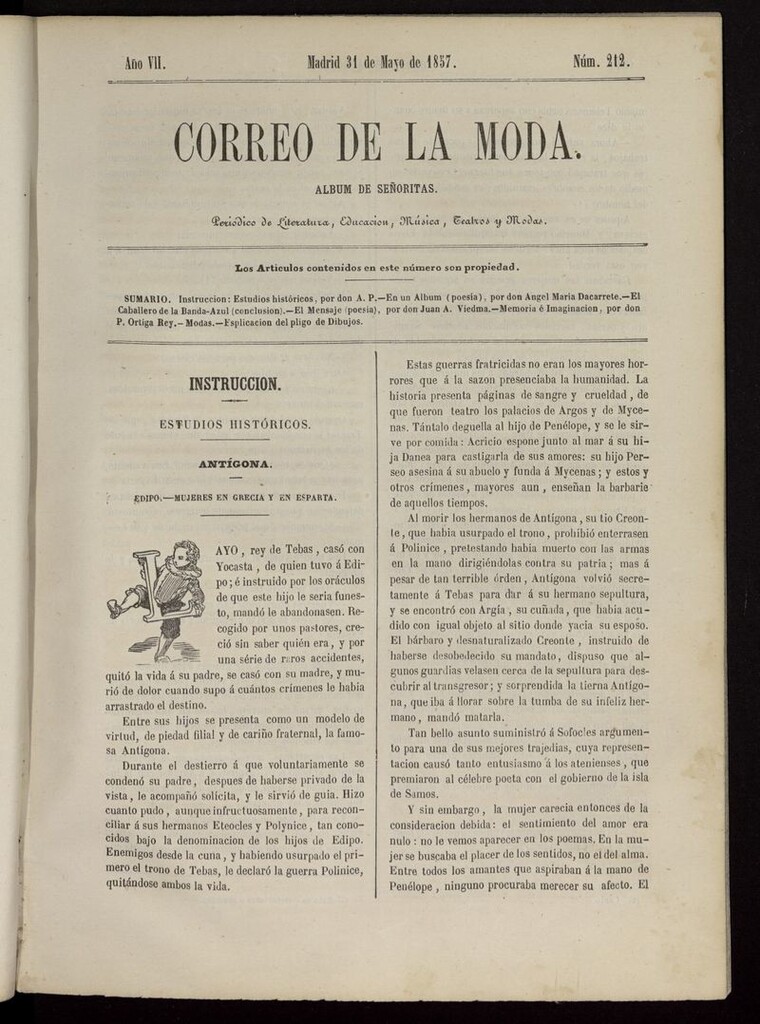 Año VII.
Madrid 31 de Mayo de 1857.
Núm. 212.
CORREO DE LA MODA.
ALBUM DE SEÑORITAS.
Periódico de Literatura, Educacion, Música, Teatros y Modas.
Los Artículos contenidos en este número son propiedad.
SUMARIO. Instruccion: Estudios históricos, por don A. P.—En un Album (poesía), por don Angel María Dacarrete.—El
Caballero de la Banda-Azul (conclusion).—El Mensaje (poesía), por don Juan A. Viedma.—Memoria é Imaginacion, por don
P. Ortiga Rey.—Modas.—Esplicacion del pligo de Dibujos.
INSTRUCCION.
ESTUDIOS HISTÓRICOS.
ANTÍGONA.
EDIPO.—MUJERES EN GRECIA Y EN ESPARTA.
LAYO, rey de Tebas, casó con
Yocasta, de quien tuvo á Edi-
po; é instruido por los oráculos
de que este hijo le sería funes-
to, mandó le abandonasen. Re-
cogido por unos pastores, cre-
ció sin saber quién era, y por
una série de raros accidentes,
quitó la vida á su padre, se casó con su madre, y mu-
rió de dolor cuando supo á cuántos crímenes le habia
arrastrado el destino.
Entre sus hijos se presenta como un modelo de
virtud, de piedad filial y de cariño fraternal, la famo-
sa Antígona.
Durante el destierro á que voluntariamente se
condenó su padre, despues de haberse privado de la
vista, le acompañó solícita, y le sirvió de guia. Hizo
cuanto pudo, aunque infructuosamente, para recon-
ciliar á sus hermanos Eteocles y Polynice, tan cono-
cidos bajo la denominacion de los hijos de Edipo.
Enemigos desde la cuna, y habiendo usurpado el pri-
mero el trono de Tebas, le declaró la guerra Polinice,
quitándose ambos la vida.
Estas guerras fratricidas no eran los mayores hor-
rores que á la sazon presenciaba la humanidad. La
historia presenta páginas de sangre y crueldad, de
que fueron teatro los palacios de Argos y de Myce-
nas. Tántalo deguella al hijo de Penélope, y se le sir-
ve por comida: Acricio espone junto al mar á su hi-
ja Danea para castigarla de sus amores: su hijo Per-
seo asesina á su abuelo y funda á Mycenas; y estos y
otros crímenes, mayores aun, enseñan la barbarie
de aquellos tiempos.
Al morir los hermanos de Antígona, su tio Creon-
te, que habia usurpado el trono, prohibió enterrasen
á Polinice, pretestando habia muerto con las armas
en la mano dirigiéndolas contra su patria; mas á
pesar de tan terrible órden, Antígona volvió secre-
tamente á Tebas para dar á su hermano sepultura,
y se encontró con Argía, su cuñada, que habia acu-
dido con igual objeto al sitio donde yacia su esposo.
El bárbaro y desnaturalizado Creonte, instruido de
haberse desobedecido su mandato, dispuso que al-
gunos guardias velasen cerca de la sepultura para des-
cubrir al transgresor; y sorprendida la tierna Antígo-
na, que iba á llorar sobre la tumba de su infeliz her-
mano, mandó matarla.
Tan bello asunto suministró á Sofocles argumen-
to para una de sus mejores trajedias, cuya represen-
tacion causó tanto entusiasmo á los atenienses, que
premiaron al célebre poeta con el gobierno de la isla
de Samos.
Y sin embargo, la mujer carecia entonces de la
consideracion debida: el sentimiento del amor era
nulo: no le vemos aparecer en los poemas. En la mu-
jer se buscaba el placer de los sentidos, no el del alma.
Entre todos los amantes que aspiraban á la mano de
Penélope, ninguno procuraba merecer su afecto. El